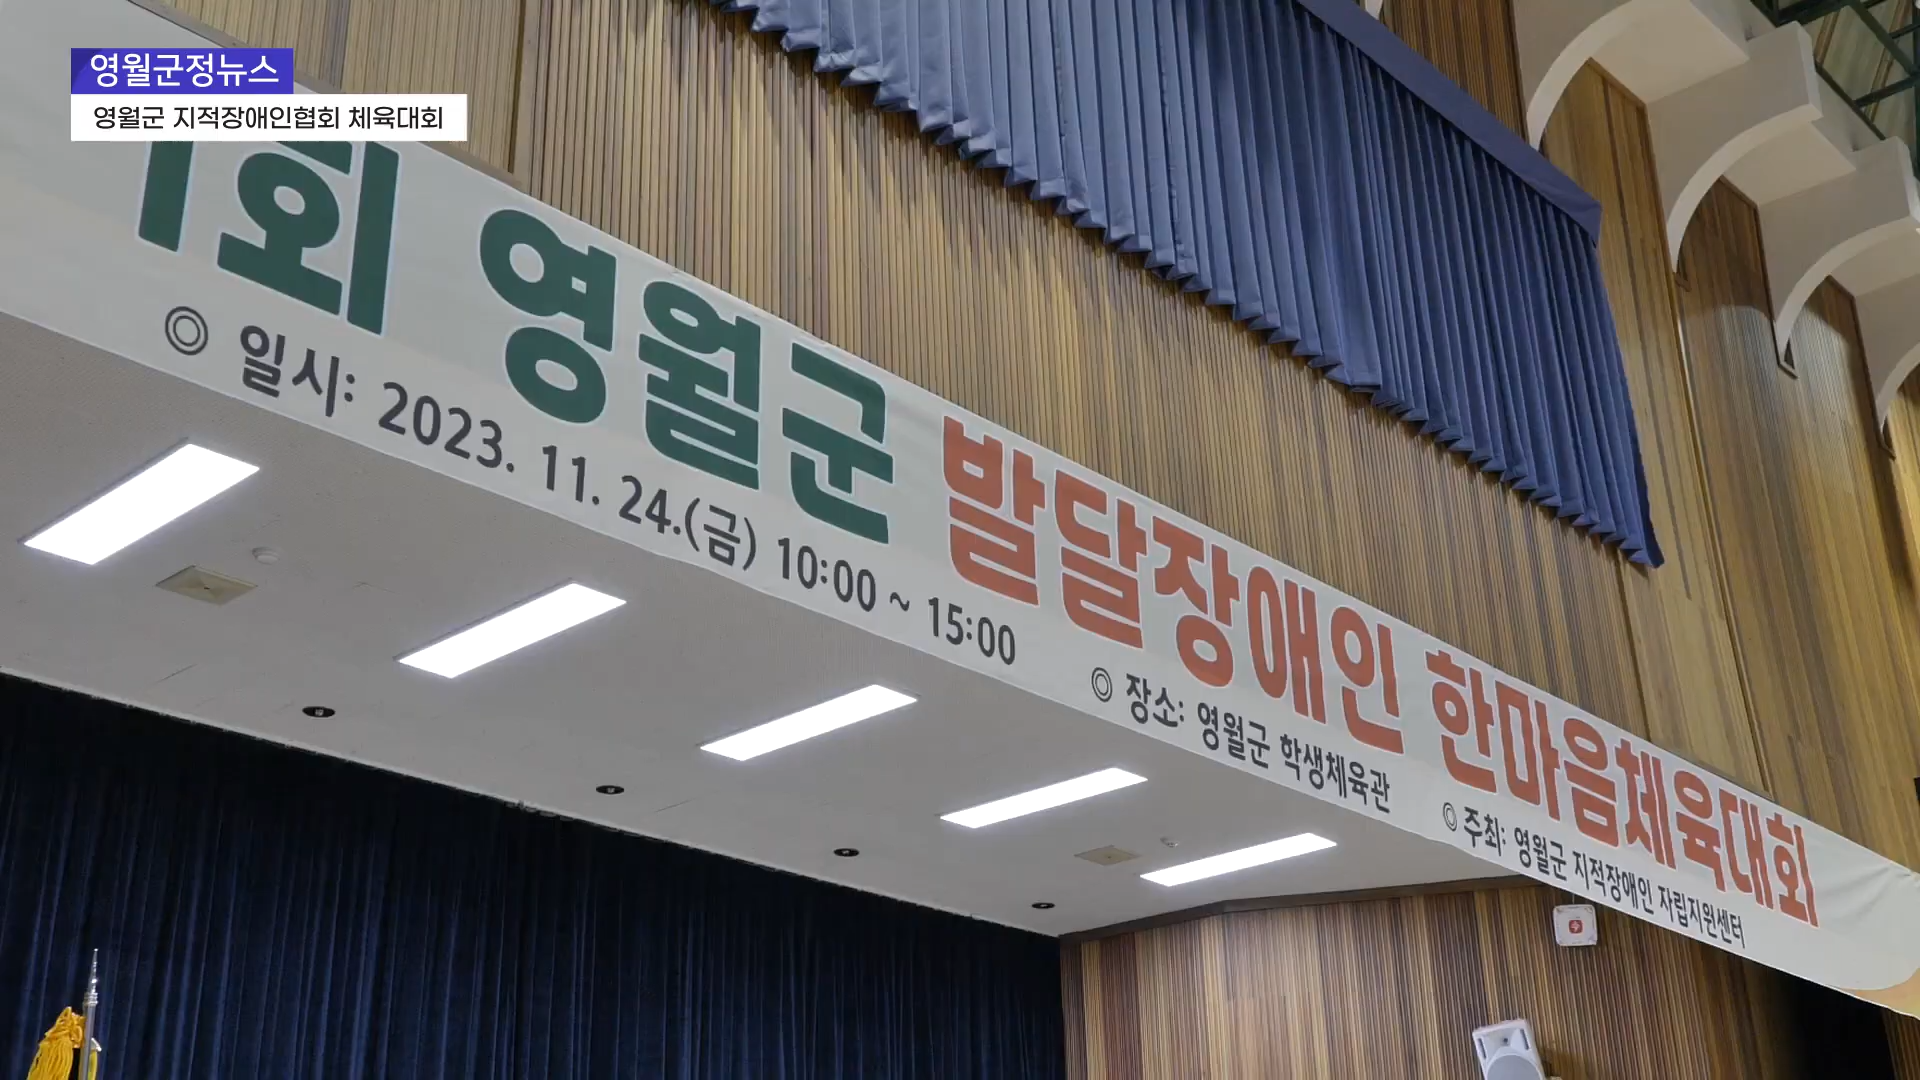 영월군정뉴스
영월군 지적장애인협회 체육대회
회 영월군 발달장애인 한마음체육대회
◎ 일시: 2023. 11. 24.(금) 10:00 ~ 15:00
◎ 장소: 영월군 학생체육관
◎ 주최: 영월군 지적장애인 자립지원센터